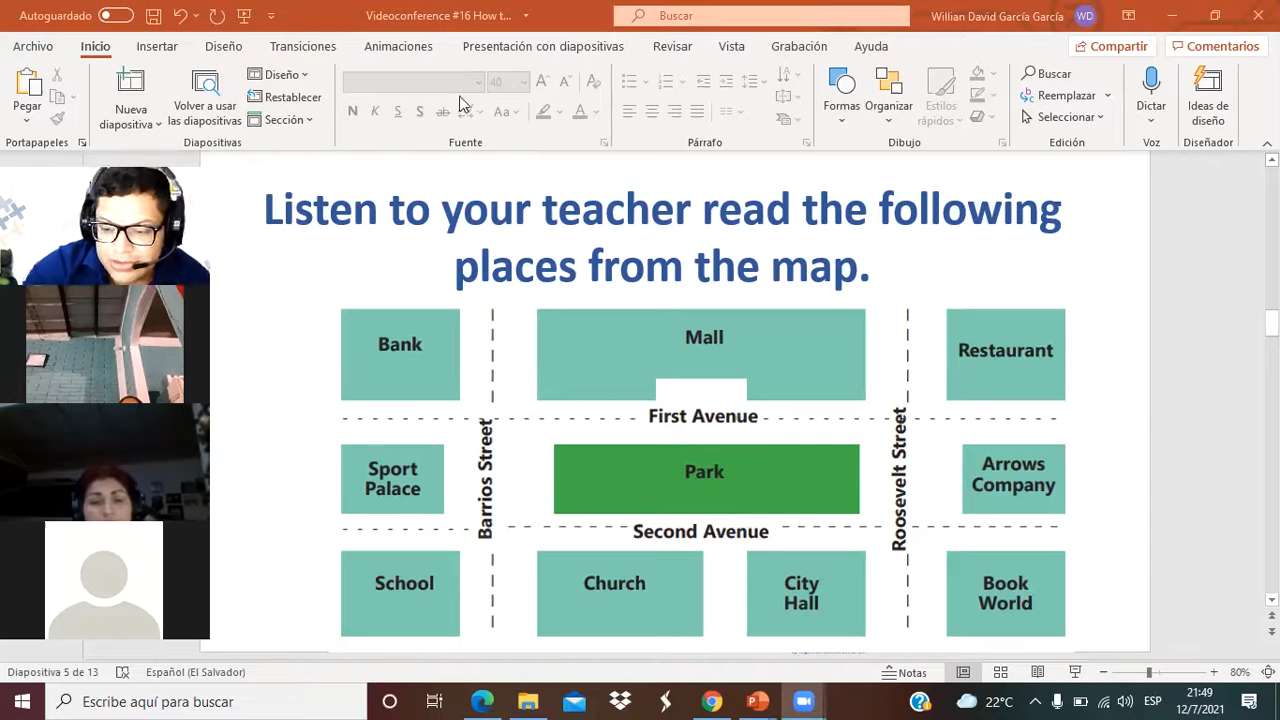 Autoguardado
Videoconference #16 How t...
Buscar
Willian David García García
WD
Archivo
Inicio
Insertar
Diseño
Transiciones
Animaciones
Presentación con diapositivas
Revisar
Vista
Grabación
Ayuda
Compartir
Comentarios
Pegar
Nueva
diapositiva
Volver a usar
las diapositivas
Diseño
Restablecer
Sección
40
N K S S ab Aa A
Formas
Organizar
Estilos
rápidos
Buscar
Reemplazar
Seleccionar
Dictar
Ideas de
diseño
Portapapeles
Diapositivas
Fuente
Párrafo
Dibujo
Edición
Voz
Diseñador
Listen to your teacher read the following
places from the map.
Bank
Mall
Restaurant
First Avenue
Barrios Street
Roosevelt Street
Sport
Palace
Park
Arrows
Company
Second Avenue
School
Church
City
Hall
Book
World
Diapositiva 5 de 13
Español (El Salvador)
Notas
80%
Escribe aquí para buscar
22°C
ESP
21:49
12/7/2021